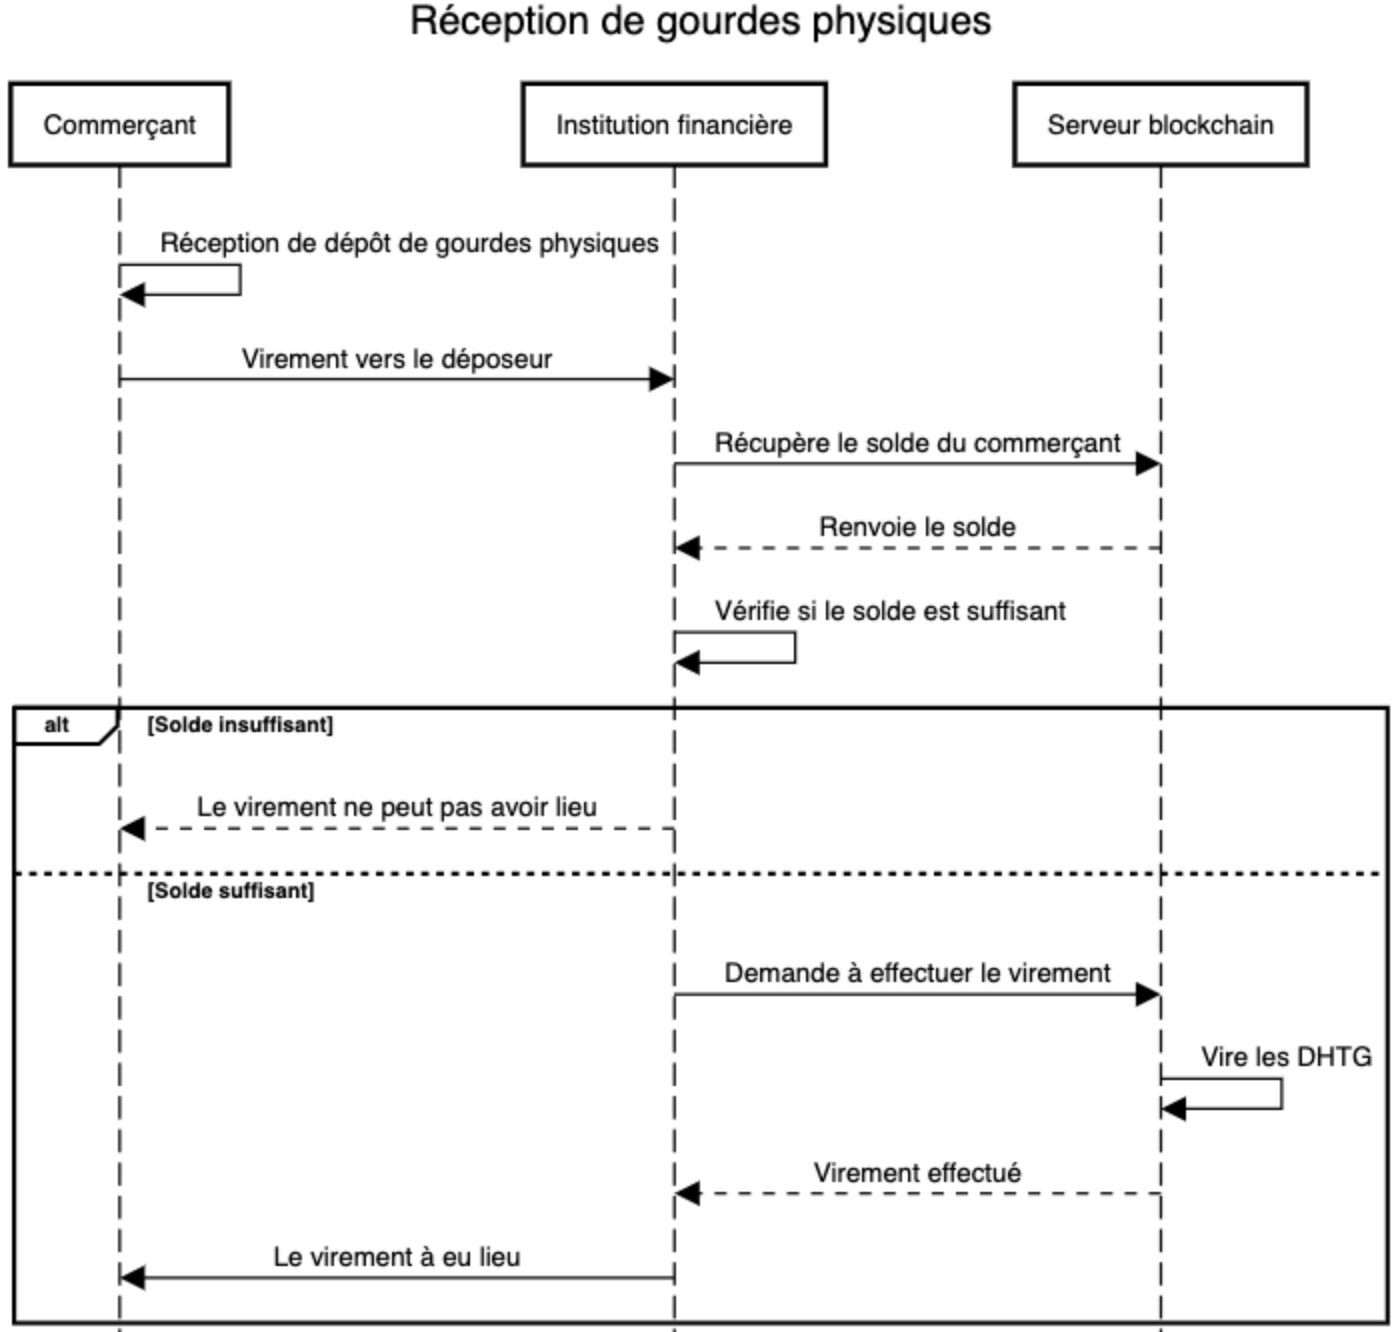 Réception de gourdes physiques
Commerçant
Institution financière
Serveur blockchain
Réception de dépôt de gourdes physiques
Virement vers le déposeur
Récupère le solde du commerçant
Renvoie le solde
Vérifie si le solde est suffisant
alt
[Solde insuffisant]
Le virement ne peut pas avoir lieu
[Solde suffisant]
Demande à effectuer le virement
Vire les DHTG
Virement effectué
Le virement à eu lieu